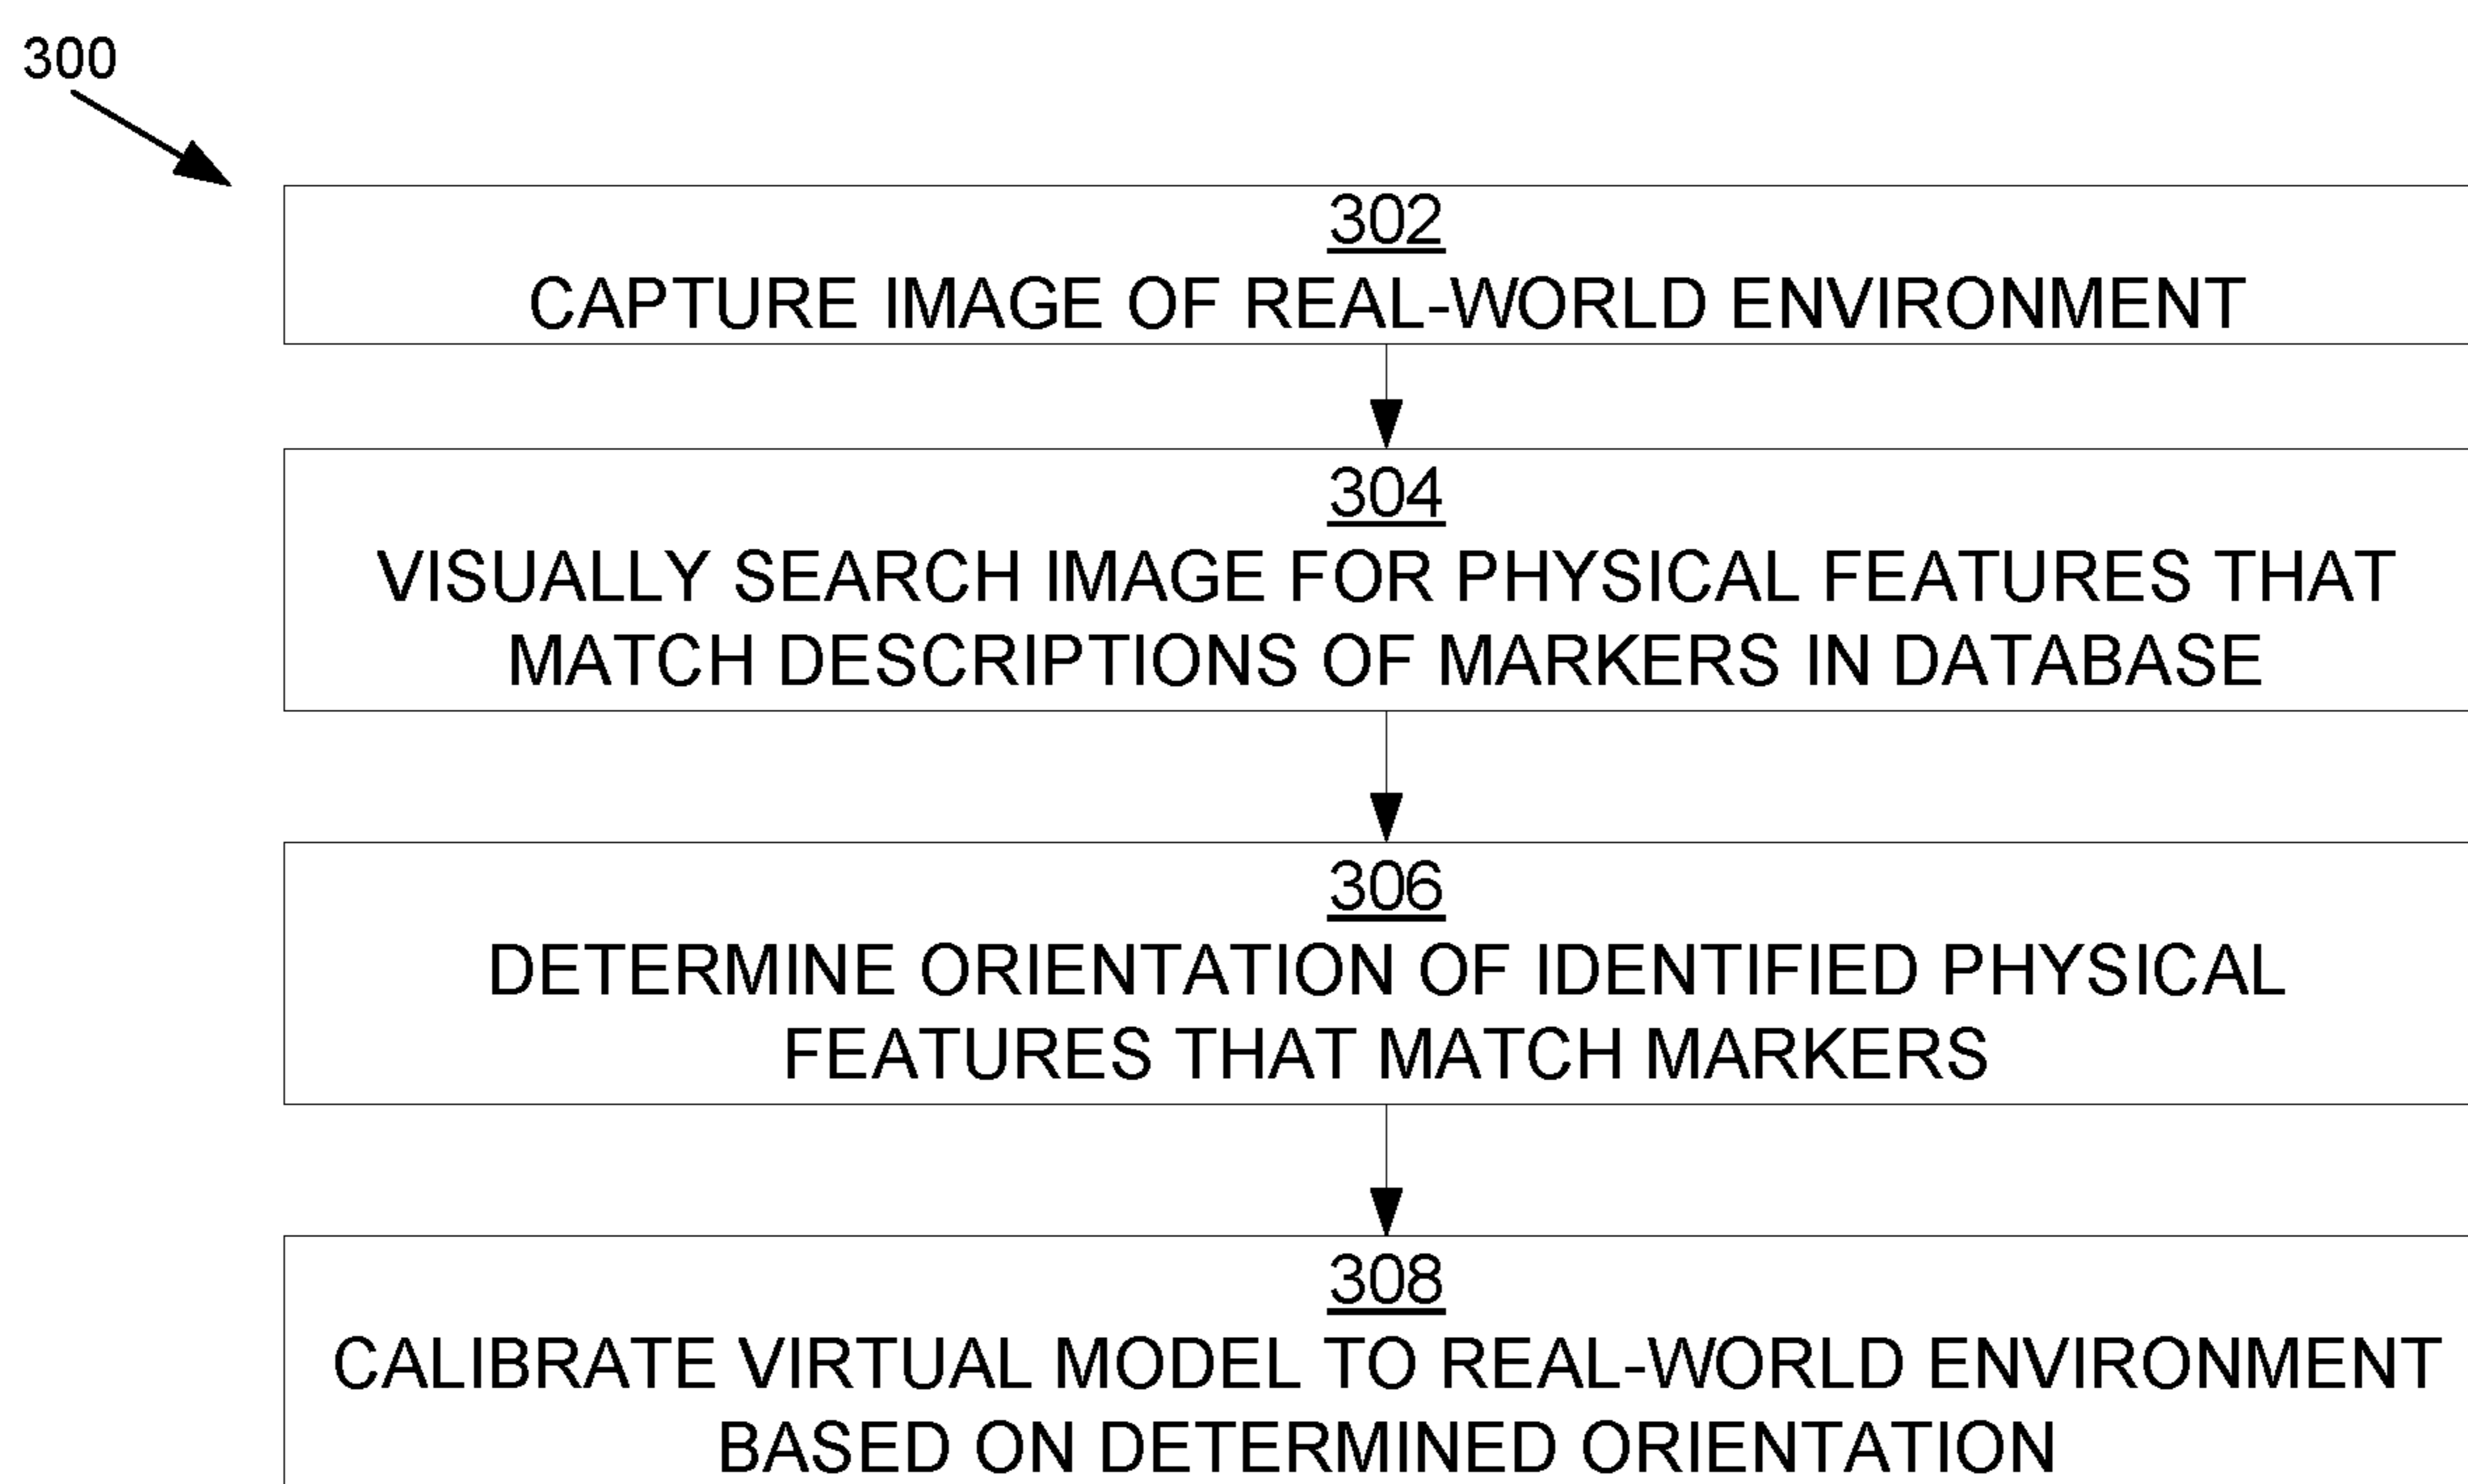 300
302
CAPTURE IMAGE OF REAL-WORLD ENVIRONMENT
304
VISUALLY SEARCH IMAGE FOR PHYSICAL FEATURES THAT
MATCH DESCRIPTIONS OF MARKERS IN DATABASE
306
DETERMINE ORIENTATION OF IDENTIFIED PHYSICAL
FEATURES THAT MATCH MARKERS
308
CALIBRATE VIRTUAL MODEL TO REAL-WORLD ENVIRONMENT
BASED ON DETERMINED ORIENTATION